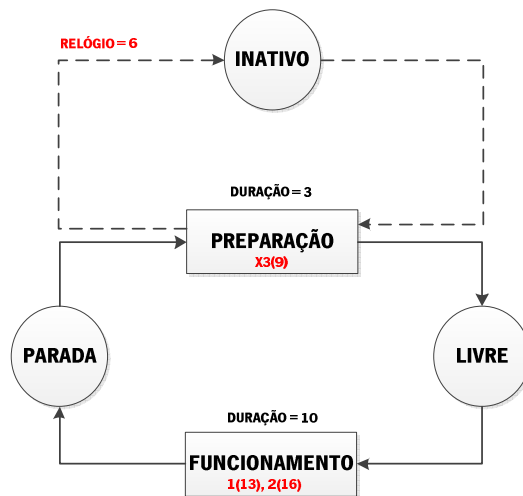 RELÓGIO = 6
INATIVO
DURAÇÃO = 3
PREPARAÇÃO
X3(9)
PARADA
LIVRE
DURAÇÃO = 10
FUNCIONAMENTO
1(13), 2(16)